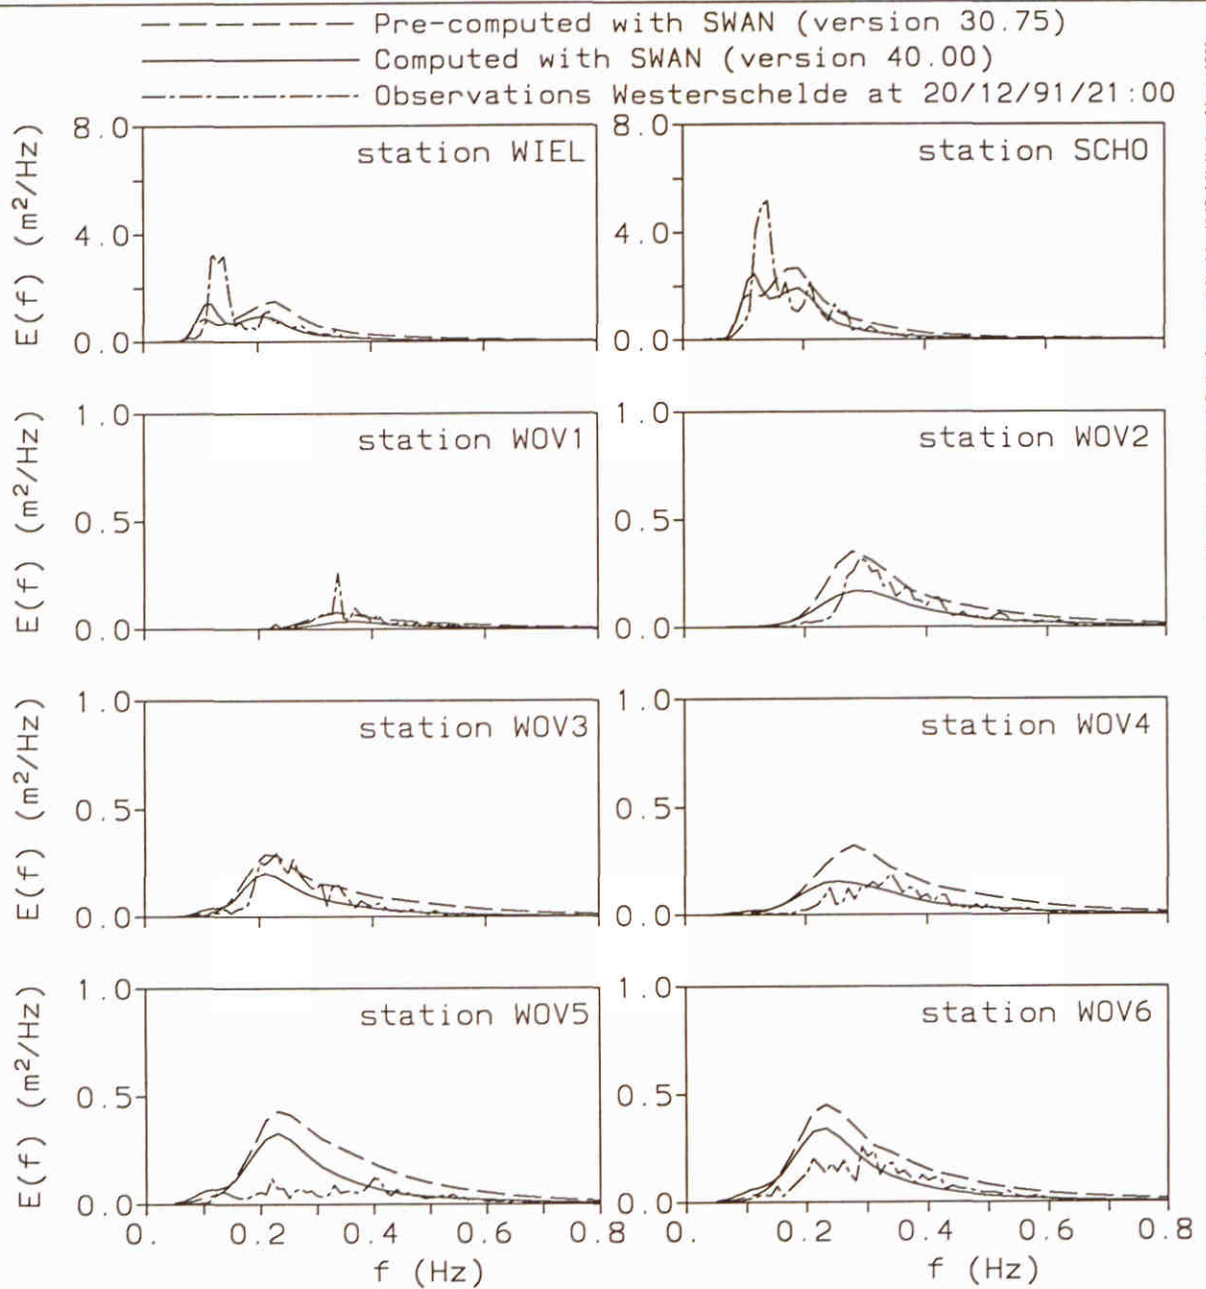 Pre-computed with SWAN (version 30.75)
Computed with SWAN (version 40.00)
Observations Westerschelde at 20/12/91/21:00
8.0
4.0
0.0
E(f) (m²/Hz)
station WIEL
8.0
4.0
0.0
station SCHO
1.0
0.5
0.0
E(f) (m²/Hz)
station WOV1
1.0
0.5
0.0
station WOV2
1.0
0.5
0.0
E(f) (m²/Hz)
station WOV3
1.0
0.5
0.0
station WOV4
1.0
0.5
0.0
E(f) (m²/Hz)
station WOV5
1.0
0.5
0.0
station WOV6
0. 0.2 0.4 0.6 0.8
f (Hz)
0. 0.2 0.4 0.6 0.8
f (Hz)